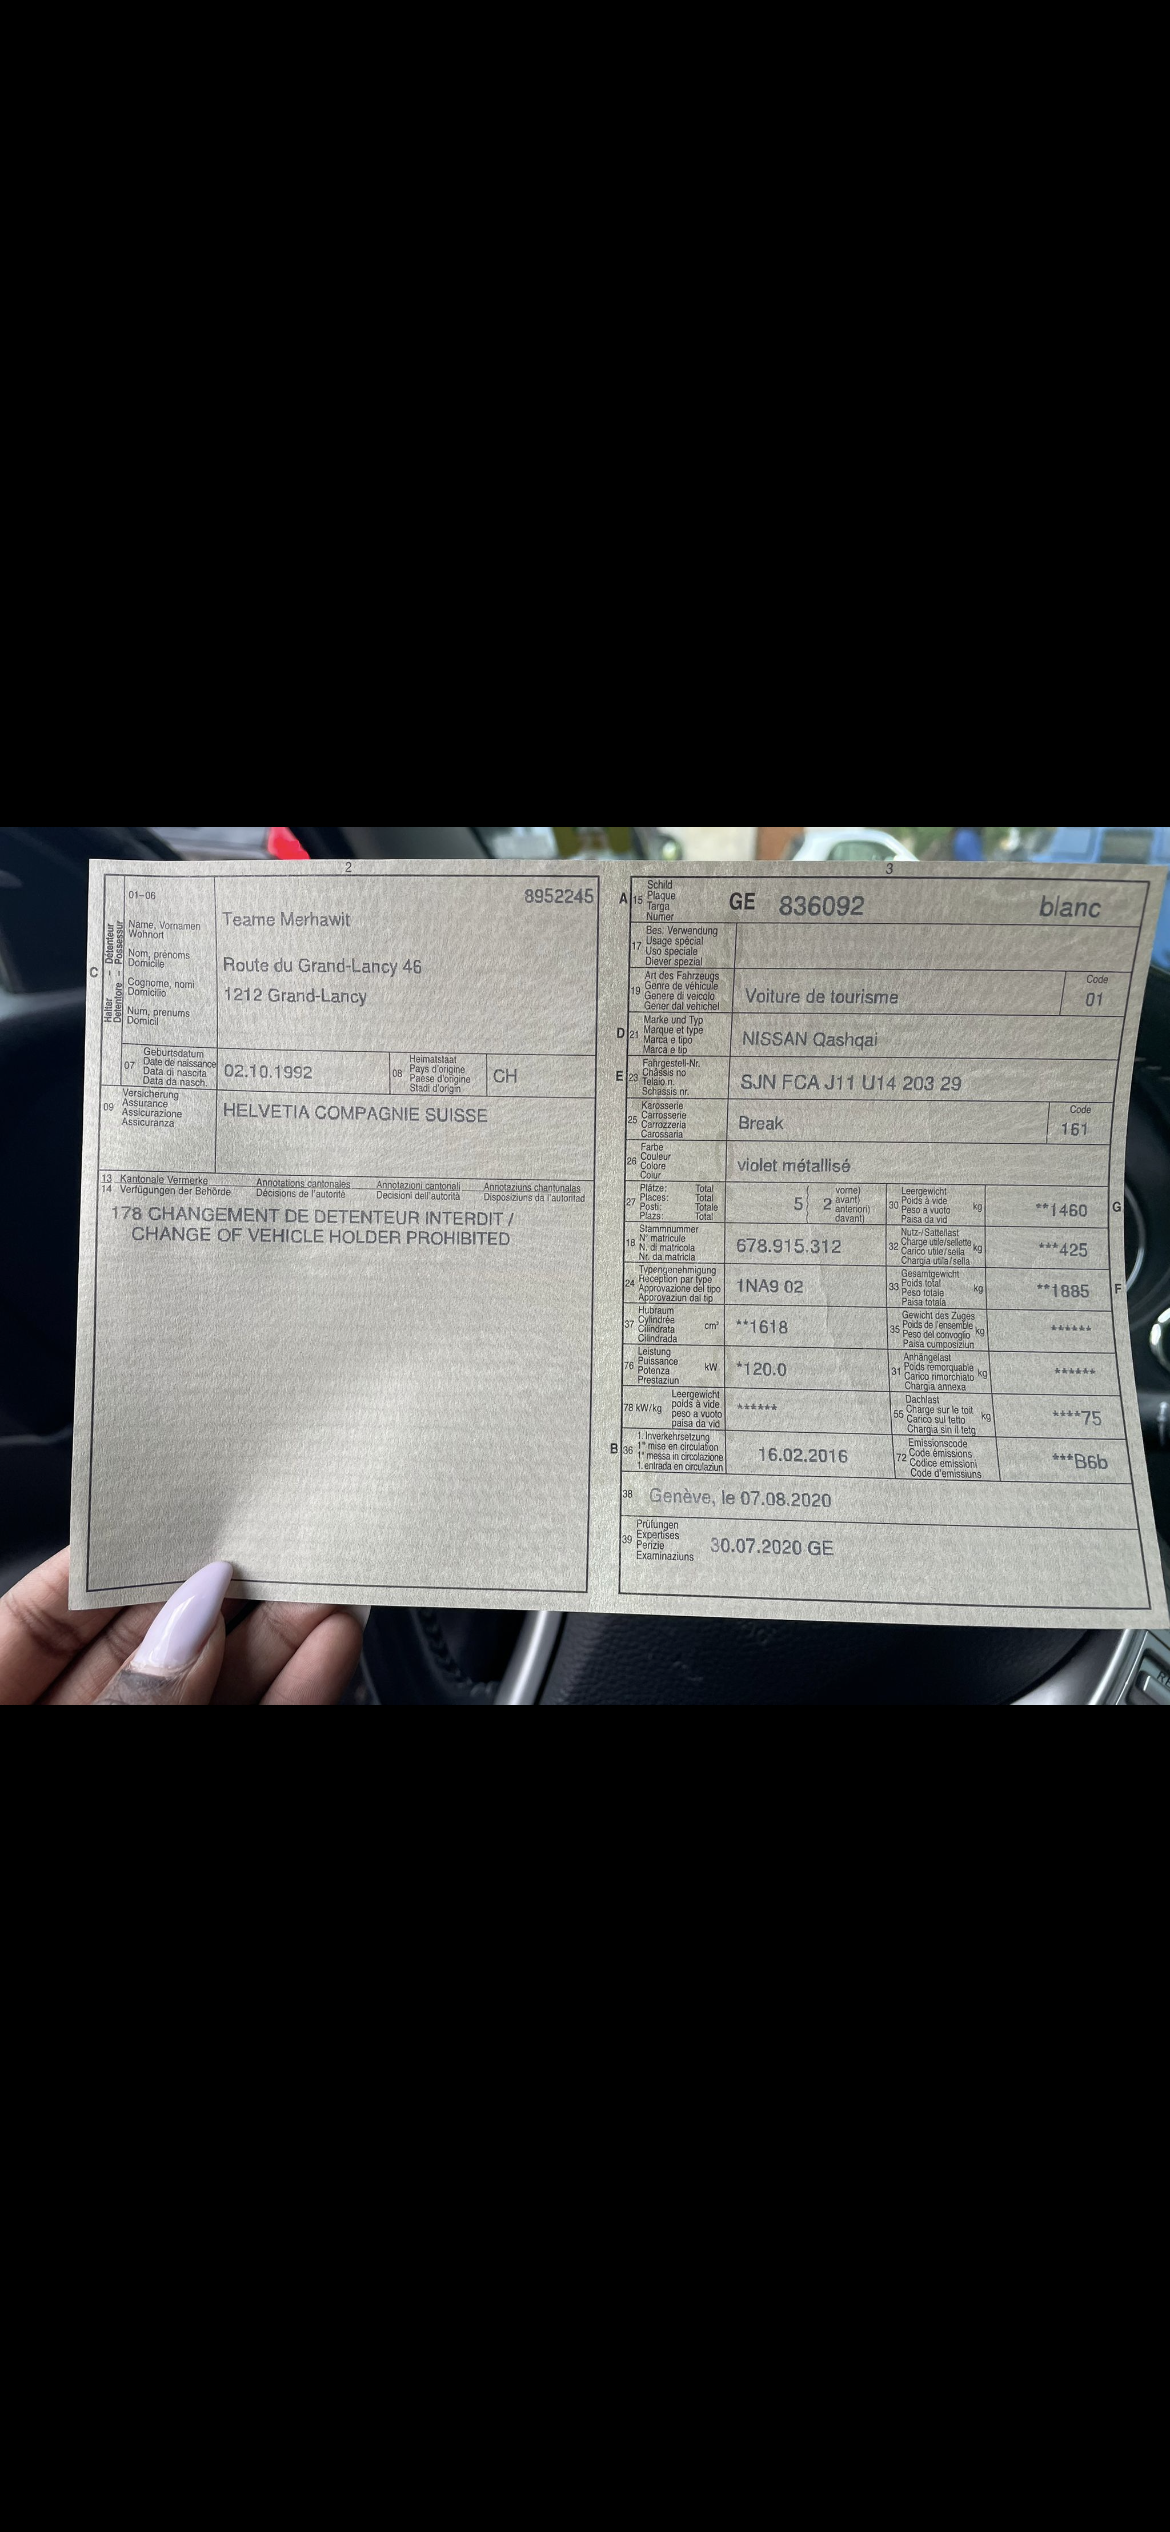 2
01-06
8952245
C
Halter - Détenteur
Detentore - Possessur
Name, Vornamen
Wohnort
Nom, prénoms
Domicile
Cognome, nomi
Domicilio
Num, prenums
Domicil
Teame Merhawit
Route du Grand-Lancy 46
1212 Grand-Lancy
07
Geburtsdatum
Date de naissance
Data di nascita
Data da nasch.
02.10.1992
08
Heimatstaat
Pays d'origine
Paese d'origine
Stadi d'origin
CH
09
Versicherung
Assurance
Assicurazione
Assicuranza
HELVETIA COMPAGNIE SUISSE
13 Kantonale Vermerke Annotations cantonales Annotazioni cantonali Annotaziuns chantunalas
14 Verfügungen der Behörde Décisions de l'autorité Decisioni dell'autorità Disposiziuns da l'autoritad
178 CHANGEMENT DE DETENTEUR INTERDIT /
CHANGE OF VEHICLE HOLDER PROHIBITED
3
A 15
Schild
Plaque
Targa
Numer
GE 836092 blanc
17
Bes. Verwendung
Usage spécial
Uso speciale
Diever spezial
19
Art des Fahrzeugs
Genre de véhicule
Genere di veicolo
Gener dal vehichel
Voiture de tourisme
Code
01
D 21
Marke und Typ
Marque et type
Marca e tipo
Marca e tip
NISSAN Qashqai
E 23
Fahrgestell-Nr.
Châssis no
Telaio n.
Schassis nr.
SJN FCA J11 U14 203 29
25
Karosserie
Carrosserie
Carrozzeria
Carossaria
Break
Code
161
26
Farbe
Couleur
Colore
Colur
violet métallisé
27
Plätze: Total
Places: Total
Posti: Totale
Plazs: Total
5 ( 2
vorne)
avant)
anteriori)
davant)
30
Leergewicht
Poids à vide
Peso a vuoto
Paisa da vid
kg
**1460
G
18
Stammnummer
N° matricule
N. di matricola
Nr. da matricla
678.915.312
32
Nutz-/Sattellast
Charge utile/sellette
Carico utile/sella
Chargia utila/sella
kg
***425
24
Typengenehmigung
Réception par type
Approvazione del tipo
Approvaziun dal tip
1NA9 02
33
Gesamtgewicht
Poids total
Peso totale
Paisa totala
kg
**1885
F
37
Hubraum
Cylindrée
Cilindrata
Cilindrada
cm³
**1618
35
Gewicht des Zuges
Poids de l'ensemble
Peso del convoglio
Paisa cumposiziun
kg
******
76
Leistung
Puissance
Potenza
Prestaziun
kW
*120.0
31
Anhängelast
Poids remorquable
Carico rimorchiato
Chargia annexa
kg
******
78 kW/kg
Leergewicht
poids à vide
peso a vuoto
paisa da vid
******
55
Dachlast
Charge sur le toit
Carico sul tetto
Chargia sin il tetg
kg
****75
B 36
1. Inverkehrsetzung
1re mise en circulation
1a messa in circolazione
1. entrada en circulaziun
16.02.2016
72
Emissionscode
Code émissions
Codice emissioni
Code d'emissiuns
***B6b
38
Genève, le 07.08.2020
39
Prüfungen
Expertises
Perizie
Examinaziuns
30.07.2020 GE